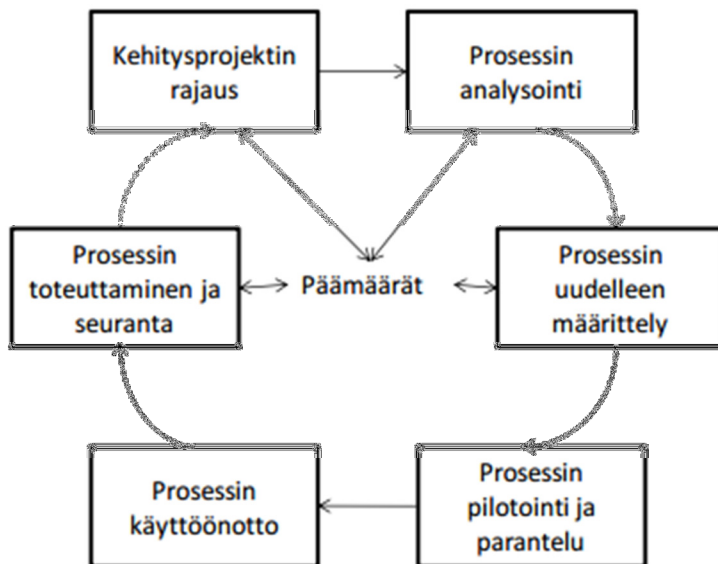 Kehitysprojektin
rajaus
Prosessin
analysointi
Prosessin
toteuttaminen ja
seuranta
Päämäärät
Prosessin
uudelleen
määrittely
Prosessin
käyttöönotto
Prosessin
pilotointi ja
parantelu